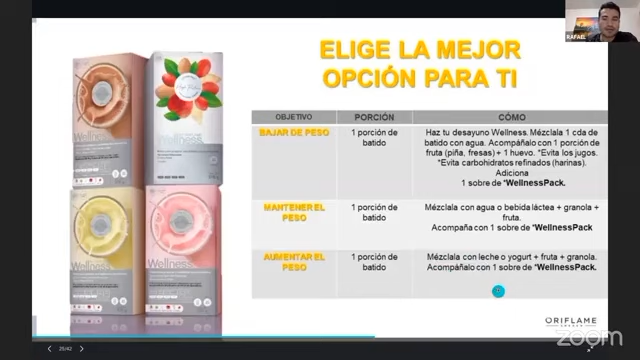 RAFAEL
ELIGE LA MEJOR
OPCIÓN PARA TI
OBJETIVO PORCIÓN CÓMO
BAJAR DE PESO
1 porción de
batido
Haz tu desayuno Wellness. Mézclala 1 cda de
batido con agua. Acompáñalo con 1 porción de
fruta (piña, fresas) + 1 huevo. *Evita los jugos.
*Evita carbohidratos refinados (harinas).
Adiciona
1 sobre de *WellnessPack.
MANTENER EL
PESO
1 porción de
batido
Mézclala con agua o bebida láctea + granola +
fruta.
Acompaña con 1 sobre de *WellnessPack
AUMENTAR EL
PESO
1 porción de
batido
Mézclala con leche o yogurt + fruta + granola.
Acompáñalo con 1 sobre de *WellnessPack.
Wellness
Wellness
Wellness
Wellness
ORIFLAME
SWEDEN
zoom
25/42